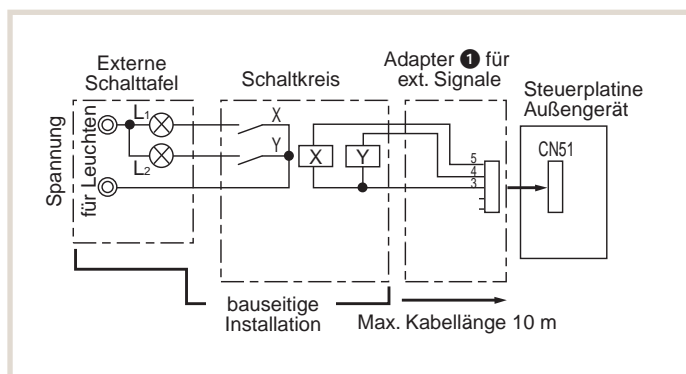 Externe
Schalttafel
Schaltkreis
Adapter ❶ für
ext. Signale
Steuerplatine
Außengerät
Spannung
für Leuchten
L1
L2
X
Y
X
Y
5
4
3
CN51
bauseitige
Installation
Max. Kabellänge 10 m